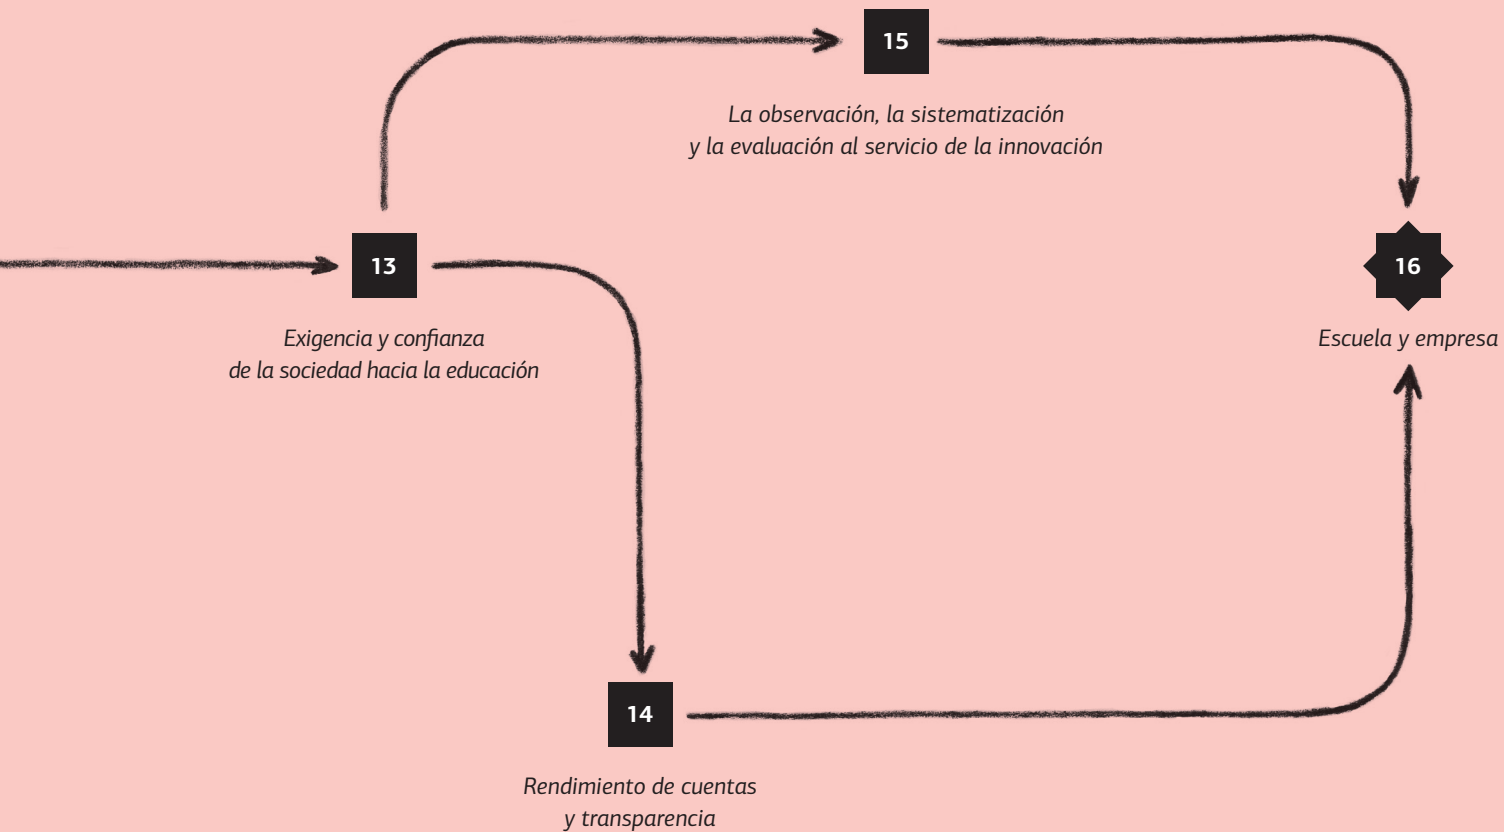 15
La observación, la sistematización
y la evaluación al servicio de la innovación
13
Exigencia y confianza
de la sociedad hacia la educación
16
Escuela y empresa
14
Rendimiento de cuentas
y transparencia